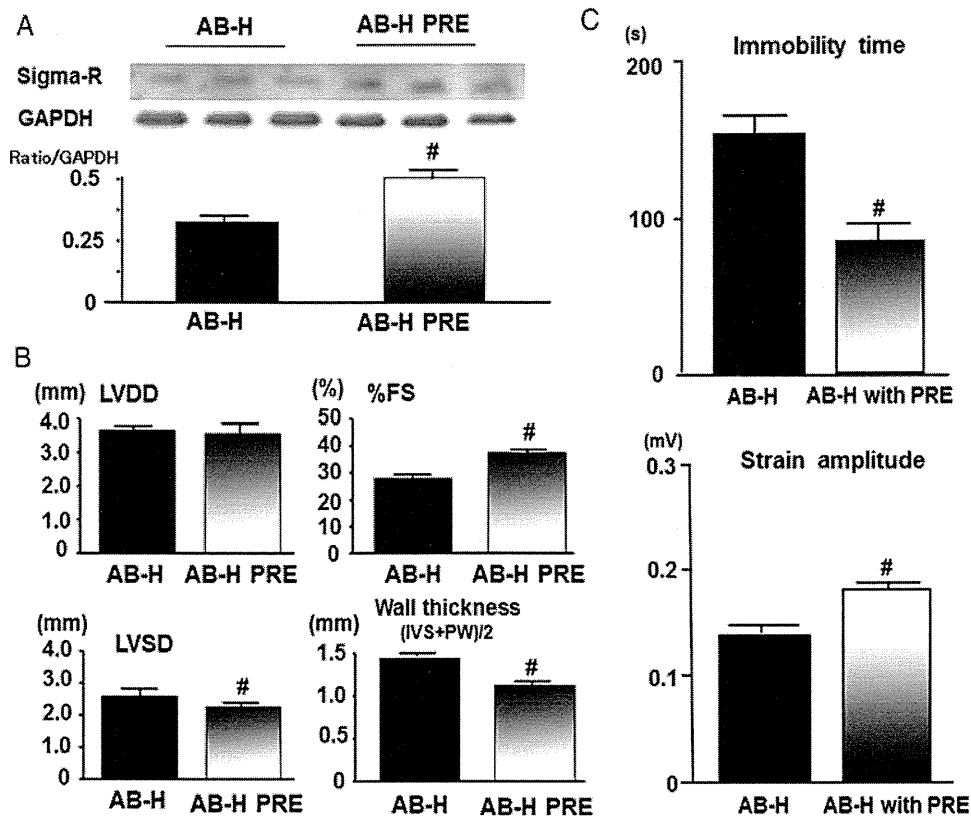 A
AB-H AB-H PRE
Sigma-R
GAPDH
Ratio/GAPDH
#
0.5
0.25
0
AB-H AB-H PRE
B
(mm) LVDD
4.0
3.0
2.0
1.0
0
AB-H AB-H PRE
(%) %FS
#
50
40
30
20
10
0
AB-H AB-H PRE
(mm) LVSD
#
4.0
3.0
2.0
1.0
0
AB-H AB-H PRE
(mm) Wall thickness
(IVS+PW)/2
#
1.5
1.0
0.5
0
AB-H AB-H PRE
C
(s) Immobility time
#
200
100
0
AB-H AB-H with PRE
(mV)
Strain amplitude
#
0.3
0.2
0.1
0
AB-H AB-H with PRE